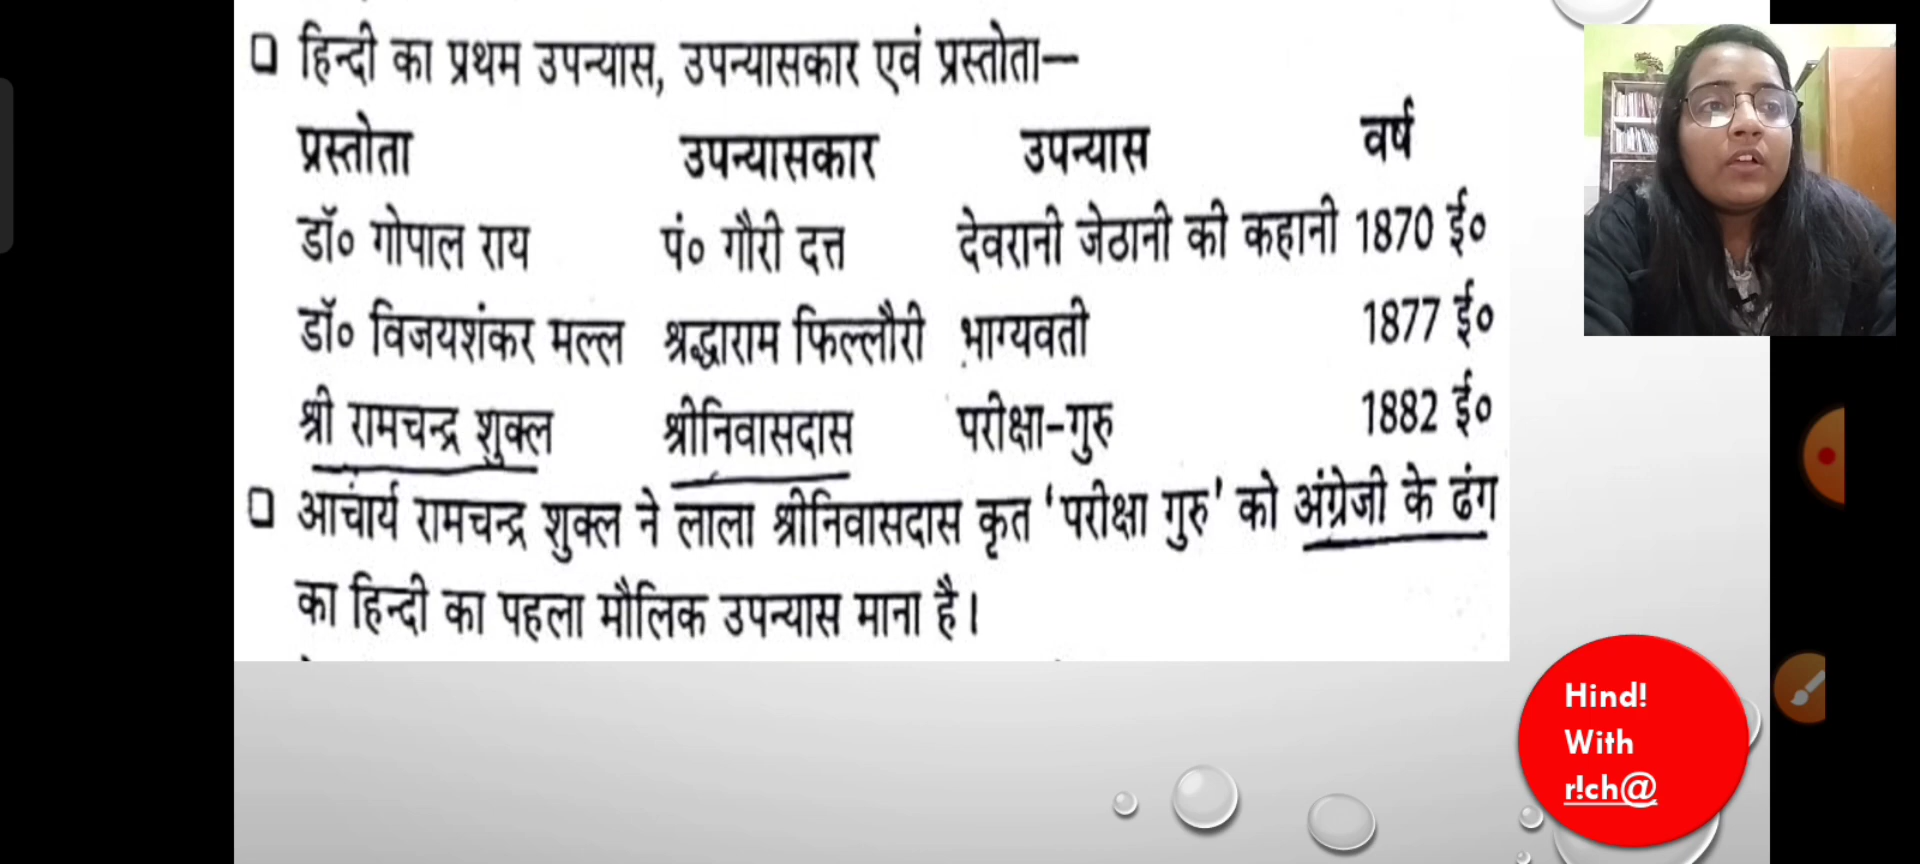 हिन्दी का प्रथम उपन्यास, उपन्यासकार एवं प्रस्तोता—
प्रस्तोता उपन्यासकार उपन्यास वर्ष
डॉ० गोपाल राय पं० गौरी दत्त देवरानी जेठानी की कहानी 1870 ई०
डॉ० विजयशंकर मल्ल श्रद्धाराम फिल्लौरी भाग्यवती 1877 ई०
श्री रामचन्द्र शुक्ल श्रीनिवासदास परीक्षा-गुरु 1882 ई०
आचार्य रामचन्द्र शुक्ल ने लाला श्रीनिवासदास कृत 'परीक्षा गुरु' को अंग्रेजी के ढंग
का हिन्दी का पहला मौलिक उपन्यास माना है।
Hind!
With
r!ch@